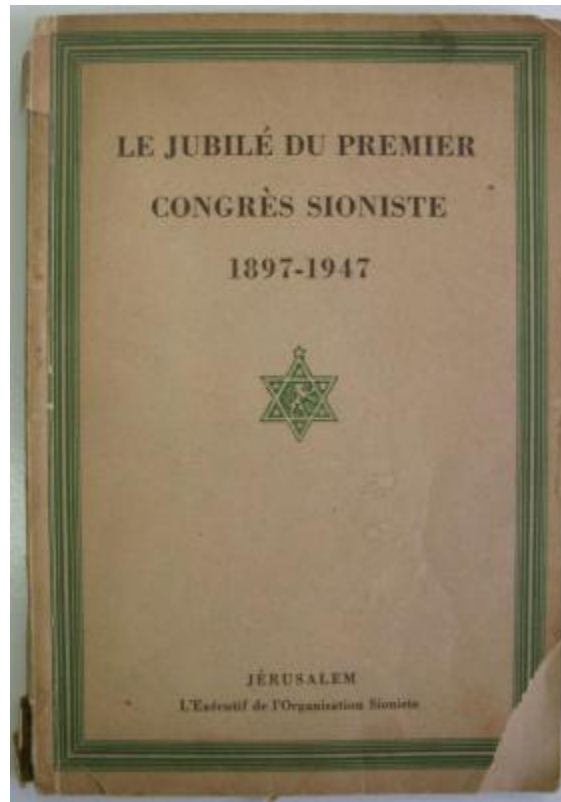 LE JUBILÉ DU PREMIER
CONGRÈS SIONISTE
1897-1947
JÉRUSALEM
L'Exécutif de l'Organisation Sioniste